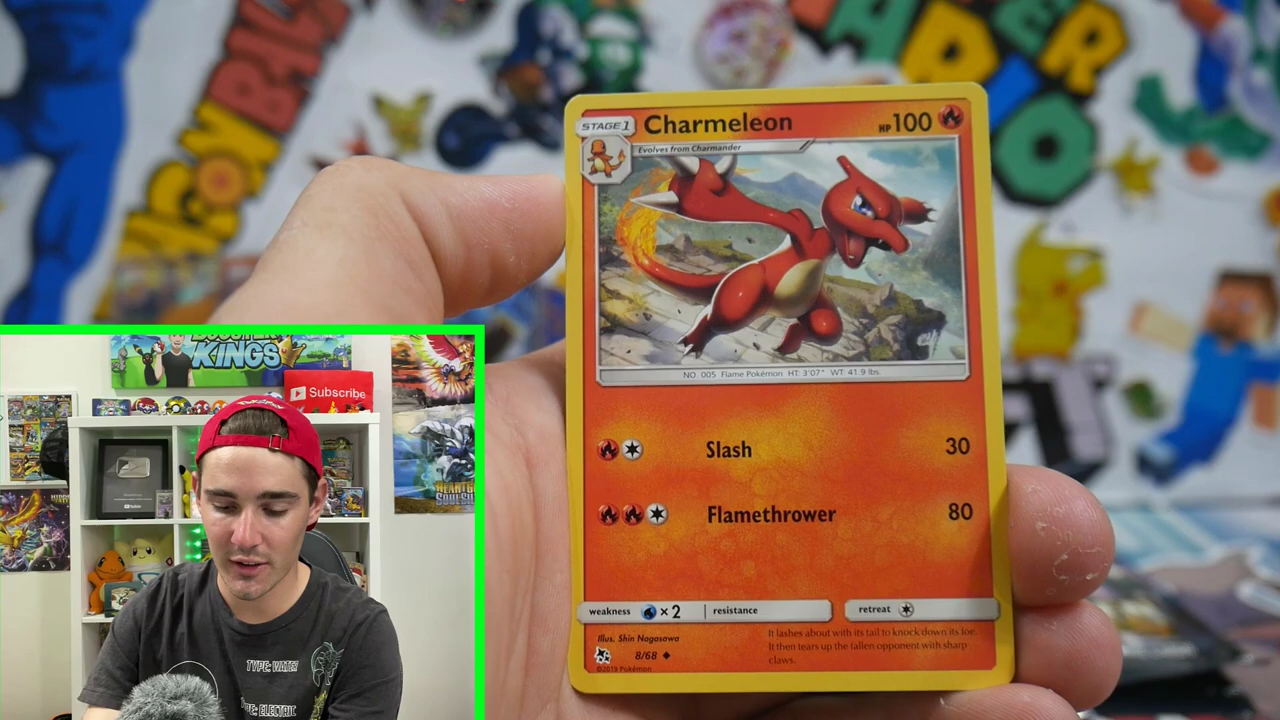 STAGE 1
Charmeleon
HP 100
Evolves from Charmander
NO. 005 Flame Pokémon HT: 3'07" WT: 41.9 lbs.
Slash 30
Flamethrower 80
weakness ×2 resistance retreat
Illus. Shin Nagasawa
It lashes about with its tail to knock down its foe.
It then tears up the fallen opponent with sharp
claws.
8/68
©2019 Pokémon
KINGS
Subscribe
HEARTGOLD
SOULSILVER
TYPE: WATER
TYPE: ELECTRIC